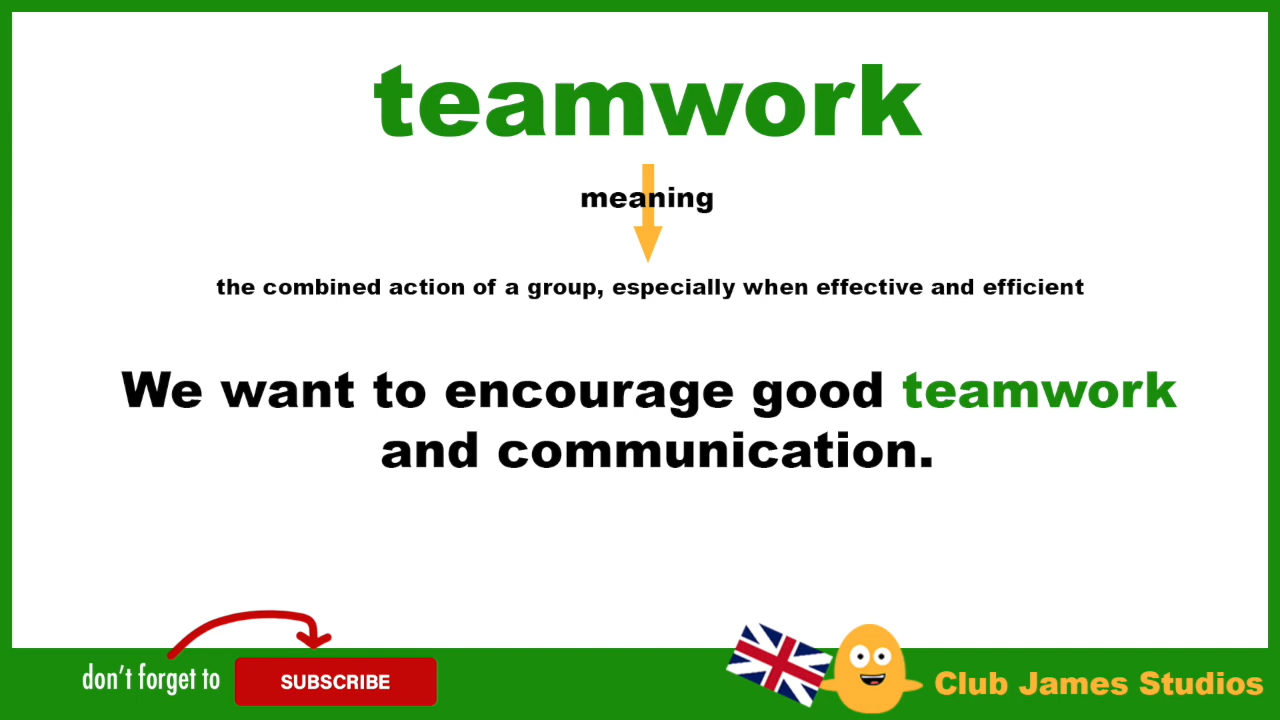 teamwork
meaning
the combined action of a group, especially when effective and efficient
We want to encourage good teamwork
and communication.
don't forget to
SUBSCRIBE
Club James Studios